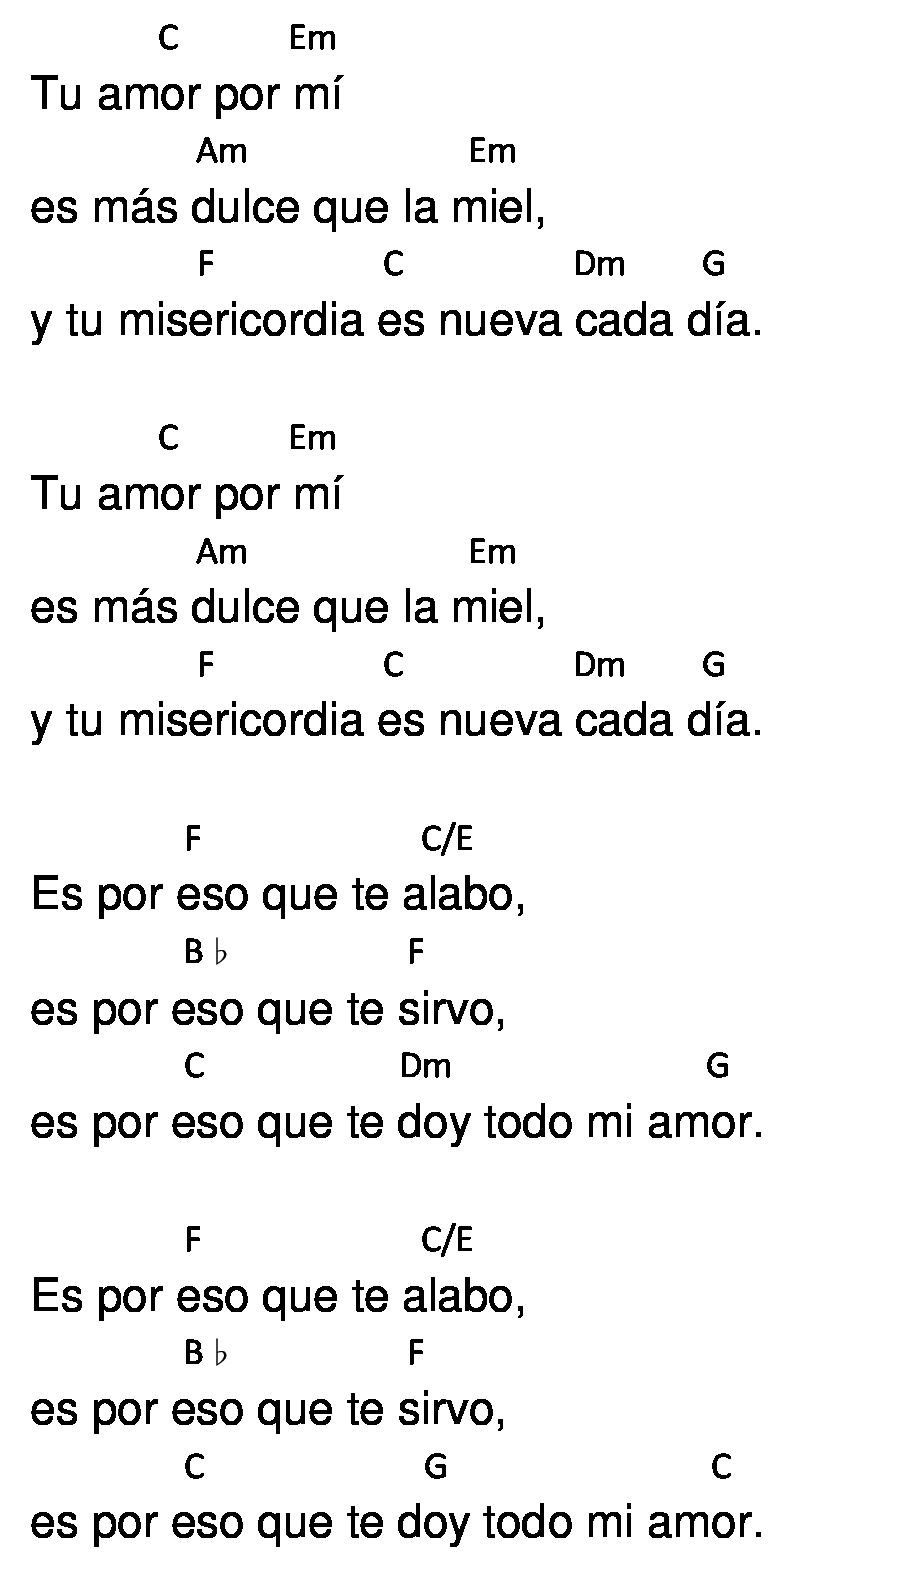 C Em
Tu amor por mí
Am Em
es más dulce que la miel,
F C Dm G
y tu misericordia es nueva cada día.
C Em
Tu amor por mí
Am Em
es más dulce que la miel,
F C Dm G
y tu misericordia es nueva cada día.
F C/E
Es por eso que te alabo,
B♭ F
es por eso que te sirvo,
C Dm G
es por eso que te doy todo mi amor.
F C/E
Es por eso que te alabo,
B♭ F
es por eso que te sirvo,
C G C
es por eso que te doy todo mi amor.